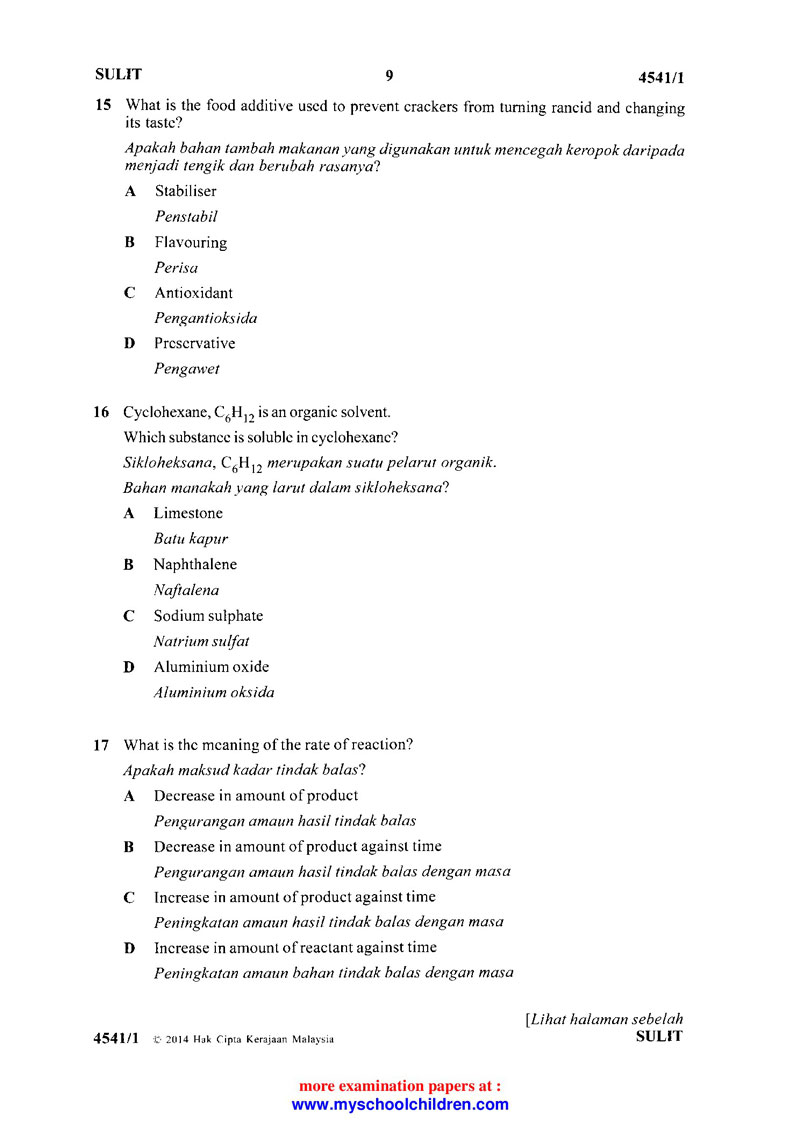 SULIT 9 4541/1
15 What is the food additive used to prevent crackers from turning rancid and changing
its taste?
Apakah bahan tambah makanan yang digunakan untuk mencegah keropok daripada
menjadi tengik dan berubah rasanya?
A Stabiliser
Penstabil
B Flavouring
Perisa
C Antioxidant
Pengantioksida
D Preservative
Pengawet
16 Cyclohexane, C₆H₁₂ is an organic solvent.
Which substance is soluble in cyclohexane?
Sikloheksana, C₆H₁₂ merupakan suatu pelarut organik.
Bahan manakah yang larut dalam sikloheksana?
A Limestone
Batu kapur
B Naphthalene
Naftalena
C Sodium sulphate
Natrium sulfat
D Aluminium oxide
Aluminium oksida
17 What is the meaning of the rate of reaction?
Apakah maksud kadar tindak balas?
A Decrease in amount of product
Pengurangan amaun hasil tindak balas
B Decrease in amount of product against time
Pengurangan amaun hasil tindak balas dengan masa
C Increase in amount of product against time
Peningkatan amaun hasil tindak balas dengan masa
D Increase in amount of reactant against time
Peningkatan amaun bahan tindak balas dengan masa
[Lihat halaman sebelah
4541/1 © 2014 Hak Cipta Kerajaan Malaysia SULIT
more examination papers at :
www.myschoolchildren.com